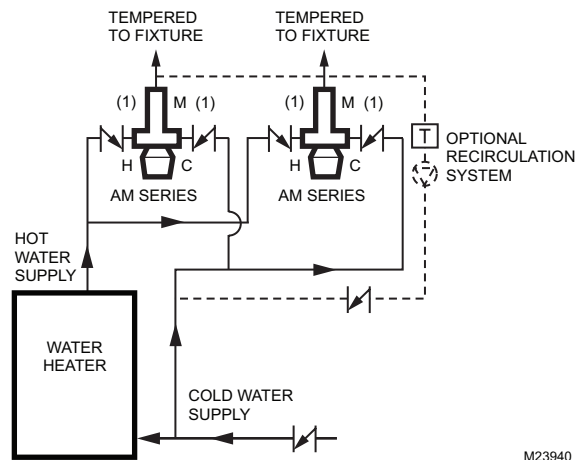 TEMPERED
TO FIXTURE
TEMPERED
TO FIXTURE
(1)
M
(1)
(1)
M
(1)
T
OPTIONAL
RECIRCULATION
SYSTEM
H
C
H
C
AM SERIES
AM SERIES
HOT
WATER
SUPPLY
WATER
HEATER
COLD WATER
SUPPLY
M23940